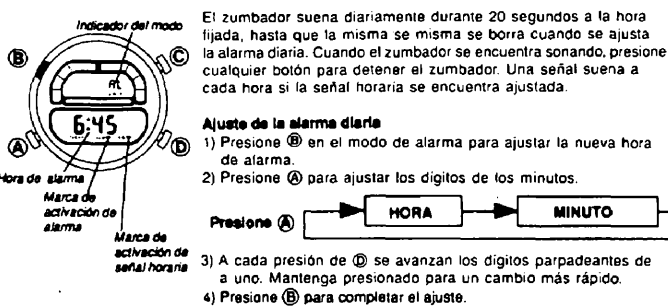 Indicador del modo
Ⓑ
Ⓒ
AL
6:45
Ⓐ
Ⓓ
Hora de alarma
Marca de
activación de
alarma
Marca de
activación de
señal horaria
El zumbador suena diariamente durante 20 segundos a la hora
fijada, hasta que la misma se misma se borra cuando se ajusta
la alarma diaria. Cuando el zumbador se encuentra sonando, presione
cualquier botón para detener el zumbador. Una señal suena a
cada hora si la señal horaria se encuentra ajustada.
Ajuste de la alarma diaria
1) Presione Ⓑ en el modo de alarma para ajustar la nueva hora
de alarma.
2) Presione Ⓐ para ajustar los dígitos de los minutos.
Presione Ⓐ
HORA
MINUTO
3) A cada presión de Ⓓ se avanzan los dígitos parpadeantes de
a uno. Mantenga presionado para un cambio más rápido.
4) Presione Ⓑ para completar el ajuste.